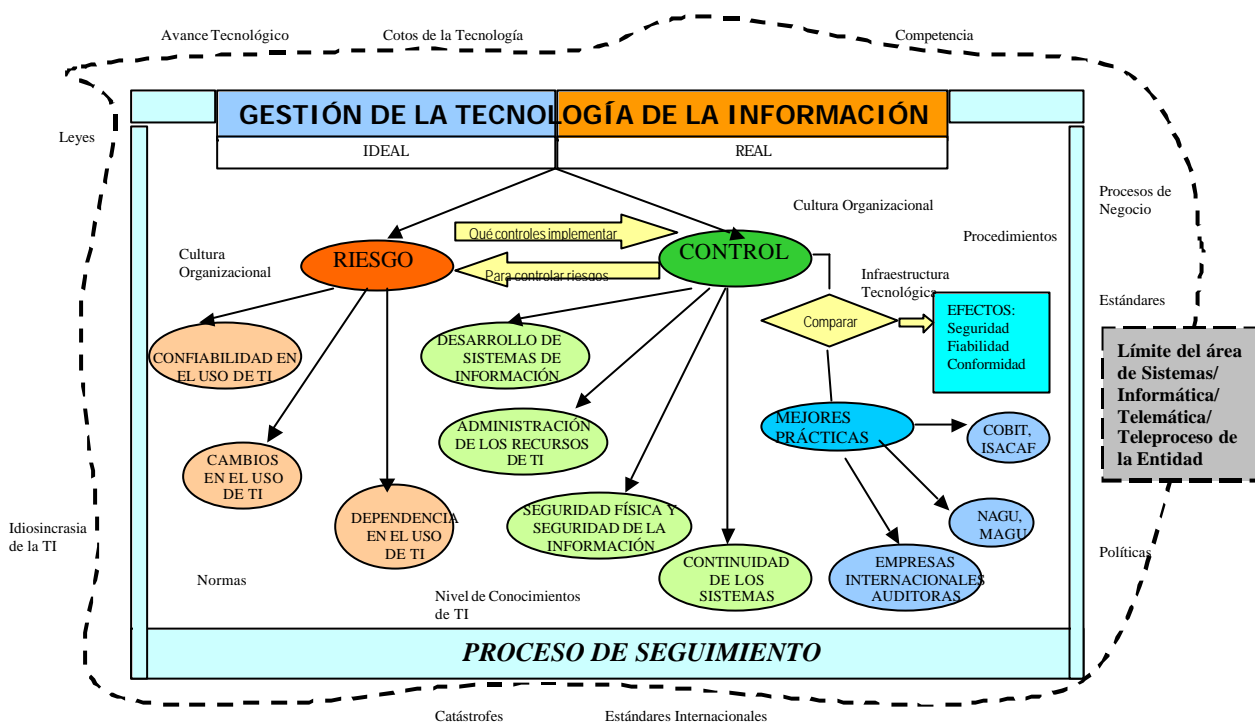 Avance Tecnológico
Cotos de la Tecnología
Competencia
Leyes
GESTIÓN DE LA TECNOLOGÍA DE LA INFORMACIÓN
IDEAL
REAL
Procesos de
Negocio
Cultura Organizacional
Procedimientos
Qué controles implementar
Cultura
Organizacional
RIESGO
CONTROL
Para controlar riesgos
Infraestructura
Tecnológica
Estándares
EFECTOS:
Seguridad
Fiabilidad
Conformidad
Comparar
CONFIABILIDAD EN
EL USO DE TI
DESARROLLO DE
SISTEMAS DE
INFORMACIÓN
Límite del área
de Sistemas/
Informática/
Telemática/
Teleproceso de
la Entidad
ADMINISTRACIÓN
DE LOS RECURSOS
DE TI
MEJORES
PRÁCTICAS
COBIT,
ISACAF
CAMBIOS
EN EL USO
DE TI
DEPENDENCIA
EN EL USO
DE TI
SEGURIDAD FÍSICA Y
SEGURIDAD DE LA
INFORMACIÓN
NAGU,
MAGU
Idiosincrasia
de la TI
Políticas
CONTINUIDAD
DE LOS
SISTEMAS
EMPRESAS
INTERNACIONALES
AUDITORAS
Normas
Nivel de Conocimientos
de TI
PROCESO DE SEGUIMIENTO
Catástrofes
Estándares Internacionales